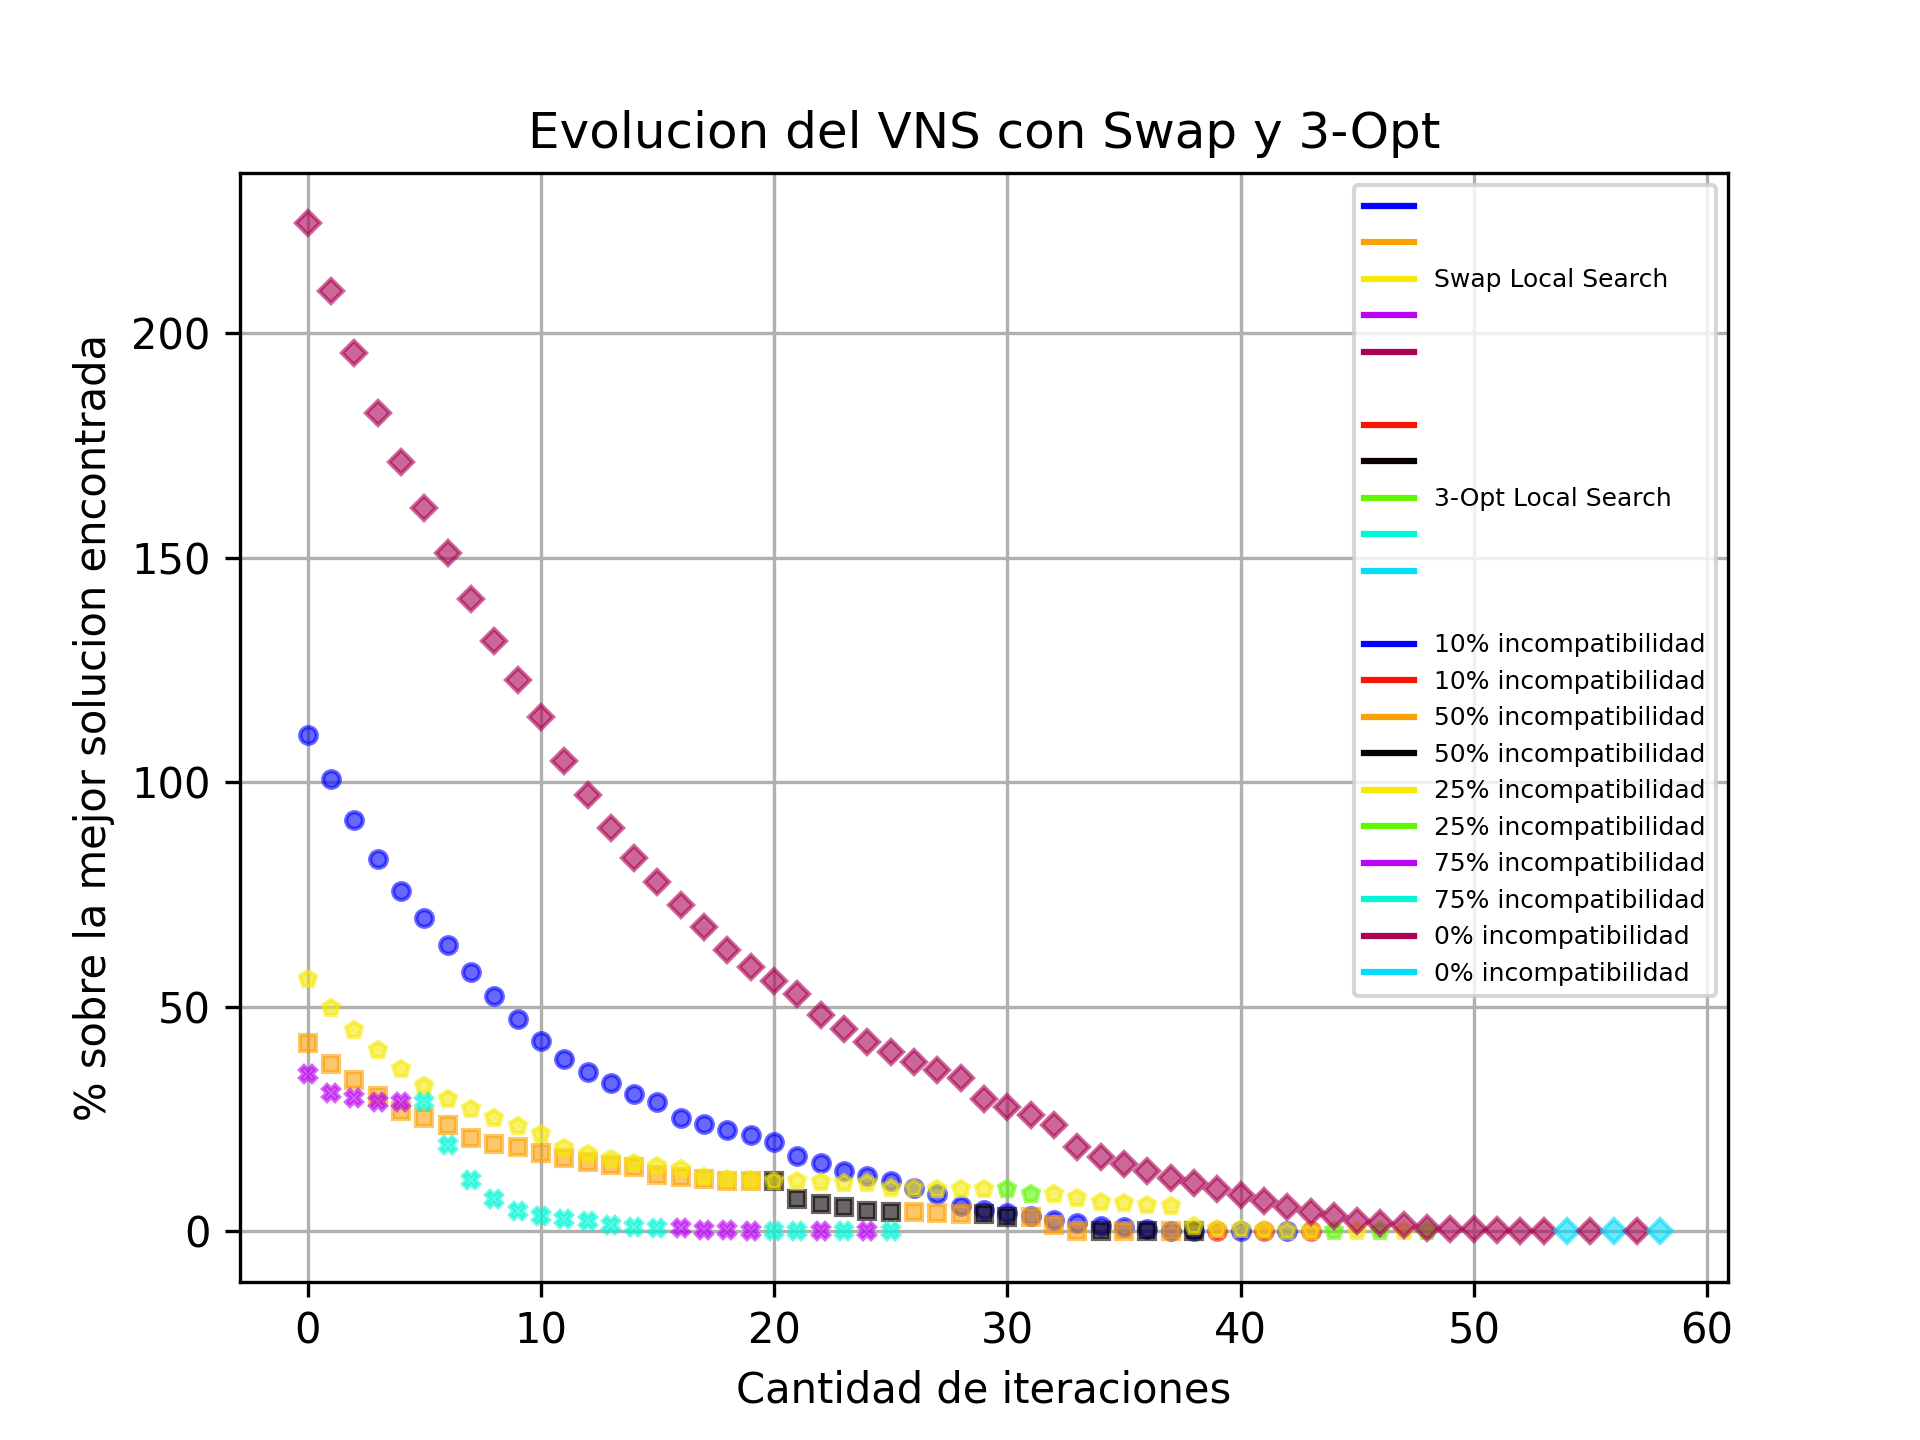 Evolucion del VNS con Swap y 3-Opt
% sobre la mejor solucion encontrada
200
150
100
50
0
0 10 20 30 40 50 60
Cantidad de iteraciones
Swap Local Search
3-Opt Local Search
10% incompatibilidad
10% incompatibilidad
50% incompatibilidad
50% incompatibilidad
25% incompatibilidad
25% incompatibilidad
75% incompatibilidad
75% incompatibilidad
0% incompatibilidad
0% incompatibilidad